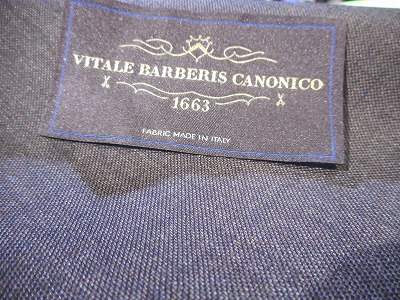 VITALE BARBERIS CANONICO
1663
FABRIC MADE IN ITALY